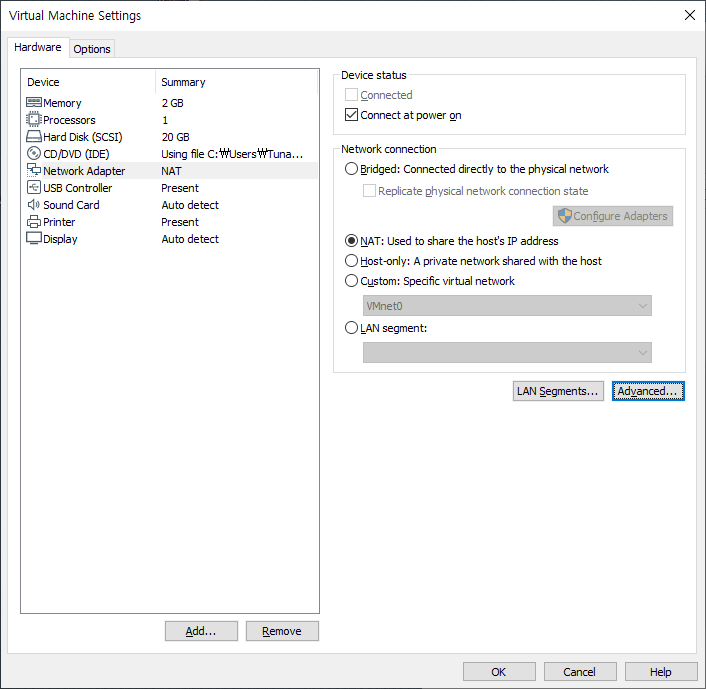 Virtual Machine Settings
Hardware
Options
Device Summary
Memory 2 GB
Processors 1
Hard Disk (SCSI) 20 GB
CD/DVD (IDE) Using file C:₩Users₩Tuna...
Network Adapter NAT
USB Controller Present
Sound Card Auto detect
Printer Present
Display Auto detect
Add...
Remove
Device status
Connected
Connect at power on
Network connection
Bridged: Connected directly to the physical network
Replicate physical network connection state
Configure Adapters
NAT: Used to share the host's IP address
Host-only: A private network shared with the host
Custom: Specific virtual network
VMnet0
LAN segment:
LAN Segments...
Advanced...
OK
Cancel
Help